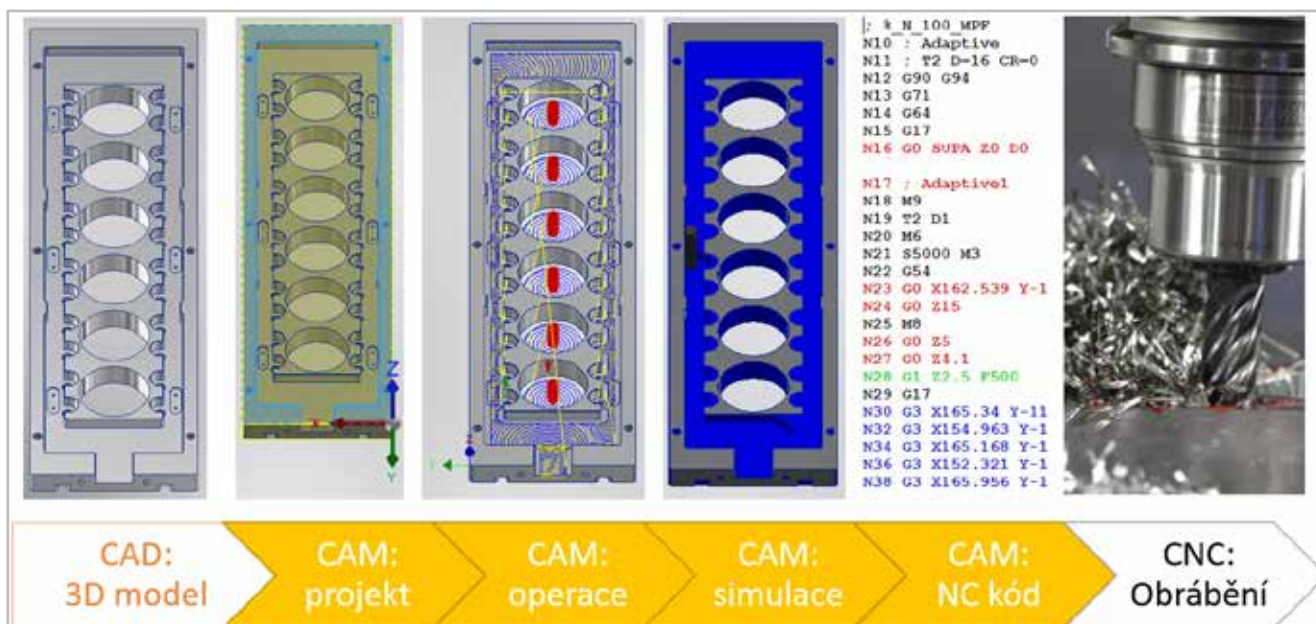 ; %_N_100_MPF
N10 ; Adaptive
N11 ; T2 D=16 CR=0
N12 G90 G94
N13 G71
N14 G64
N15 G17
N16 G0 SUPA Z0 D0
N17 ; Adaptive1
N18 M9
N19 T2 D1
N20 M6
N21 S5000 M3
N22 G54
N23 G0 X162.539 Y-1
N24 G0 Z15
N25 M8
N26 G0 Z5
N27 G0 Z4.1
N28 G1 Z2.5 F500
N29 G17
N30 G3 X165.34 Y-11
N32 G3 X154.963 Y-1
N34 G3 X165.168 Y-1
N36 G3 X152.321 Y-1
N38 G3 X165.956 Y-1
Z
X
Y
CAD:
3D model
CAM:
projekt
CAM:
operace
CAM:
simulace
CAM:
NC kód
CNC:
Obrábění